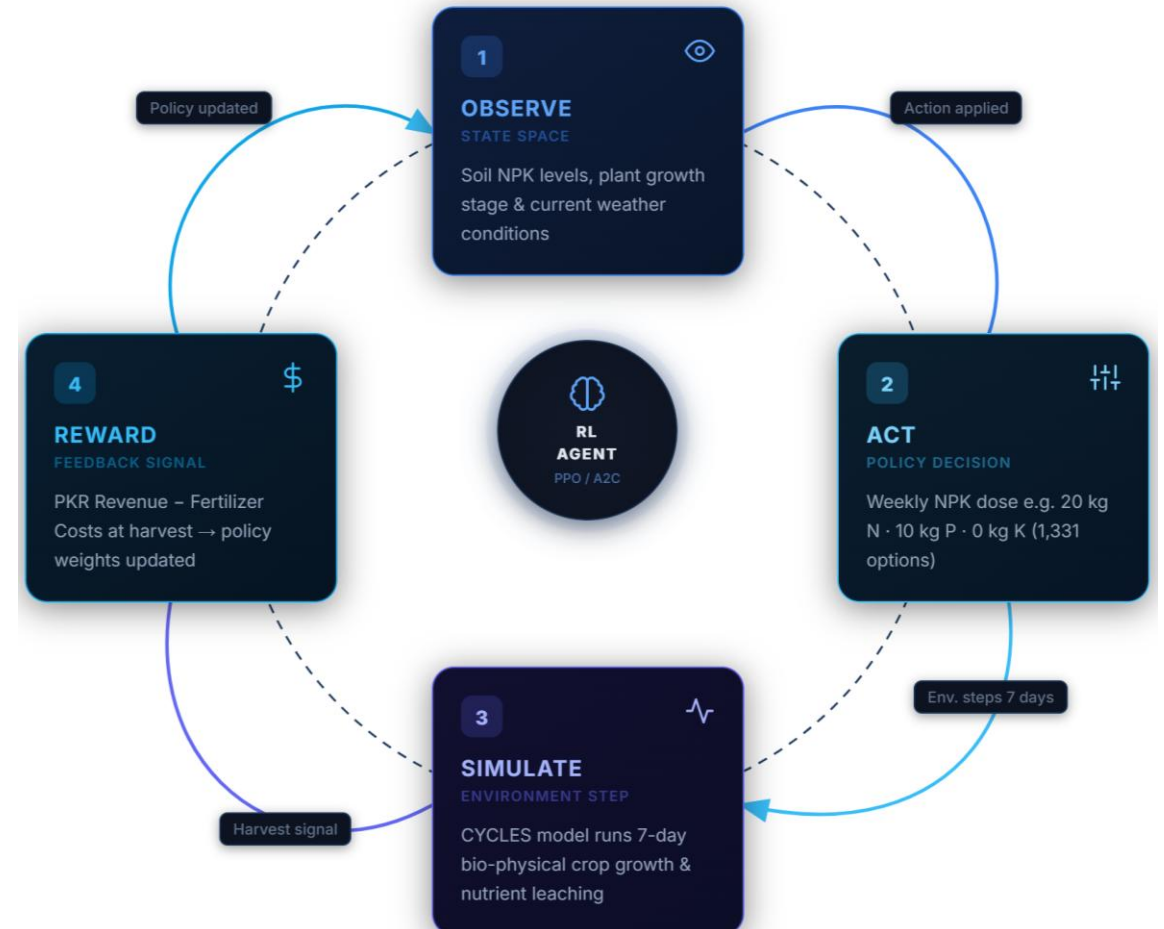 1
OBSERVE
STATE SPACE
Soil NPK levels, plant growth
stage & current weather
conditions
Policy updated
Action applied
4
REWARD
FEEDBACK SIGNAL
PKR Revenue – Fertilizer
Costs at harvest → policy
weights updated
RL
AGENT
PPO / A2C
2
ACT
POLICY DECISION
Weekly NPK dose e.g. 20 kg
N · 10 kg P · 0 kg K (1,331
options)
Env. steps 7 days
Harvest signal
3
SIMULATE
ENVIRONMENT STEP
CYCLES model runs 7-day
bio-physical crop growth &
nutrient leaching